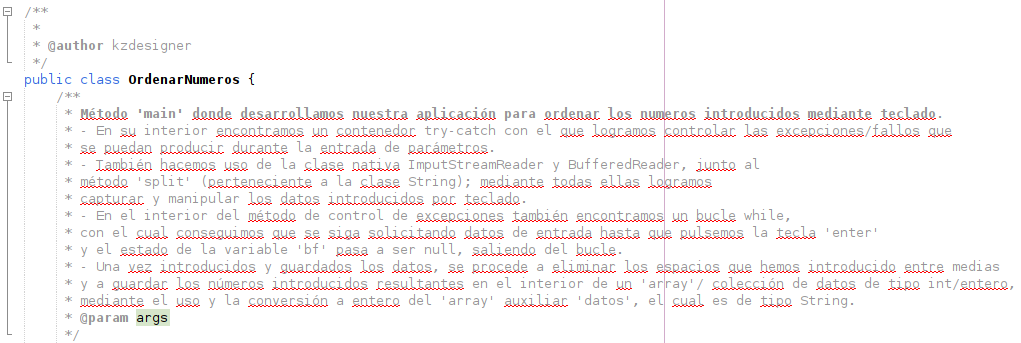 /**
*
* @author kzdesigner
*/
public class OrdenarNumeros {
/**
* Método 'main' donde desarrollamos nuestra aplicación para ordenar los numeros introducidos mediante teclado.
* - En su interior encontramos un contenedor try-catch con el que logramos controlar las excepciones/fallos que
* se puedan producir durante la entrada de parámetros.
* - También hacemos uso de la clase nativa ImputStreamReader y BufferedReader, junto al
* método 'split' (perteneciente a la clase String); mediante todas ellas logramos
* capturar y manipular los datos introducidos por teclado.
* - En el interior del método de control de excepciones también encontramos un bucle while,
* con el cual conseguimos que se siga solicitando datos de entrada hasta que pulsemos la tecla 'enter'
* y el estado de la variable 'bf' pasa a ser null, saliendo del bucle.
* - Una vez introducidos y guardados los datos, se procede a eliminar los espacios que hemos introducido entre medias
* y a guardar los números introducidos resultantes en el interior de un 'array'/ colección de datos de tipo int/entero,
* mediante el uso y la conversión a entero del 'array' auxiliar 'datos', el cual es de tipo String.
* @param args
*/